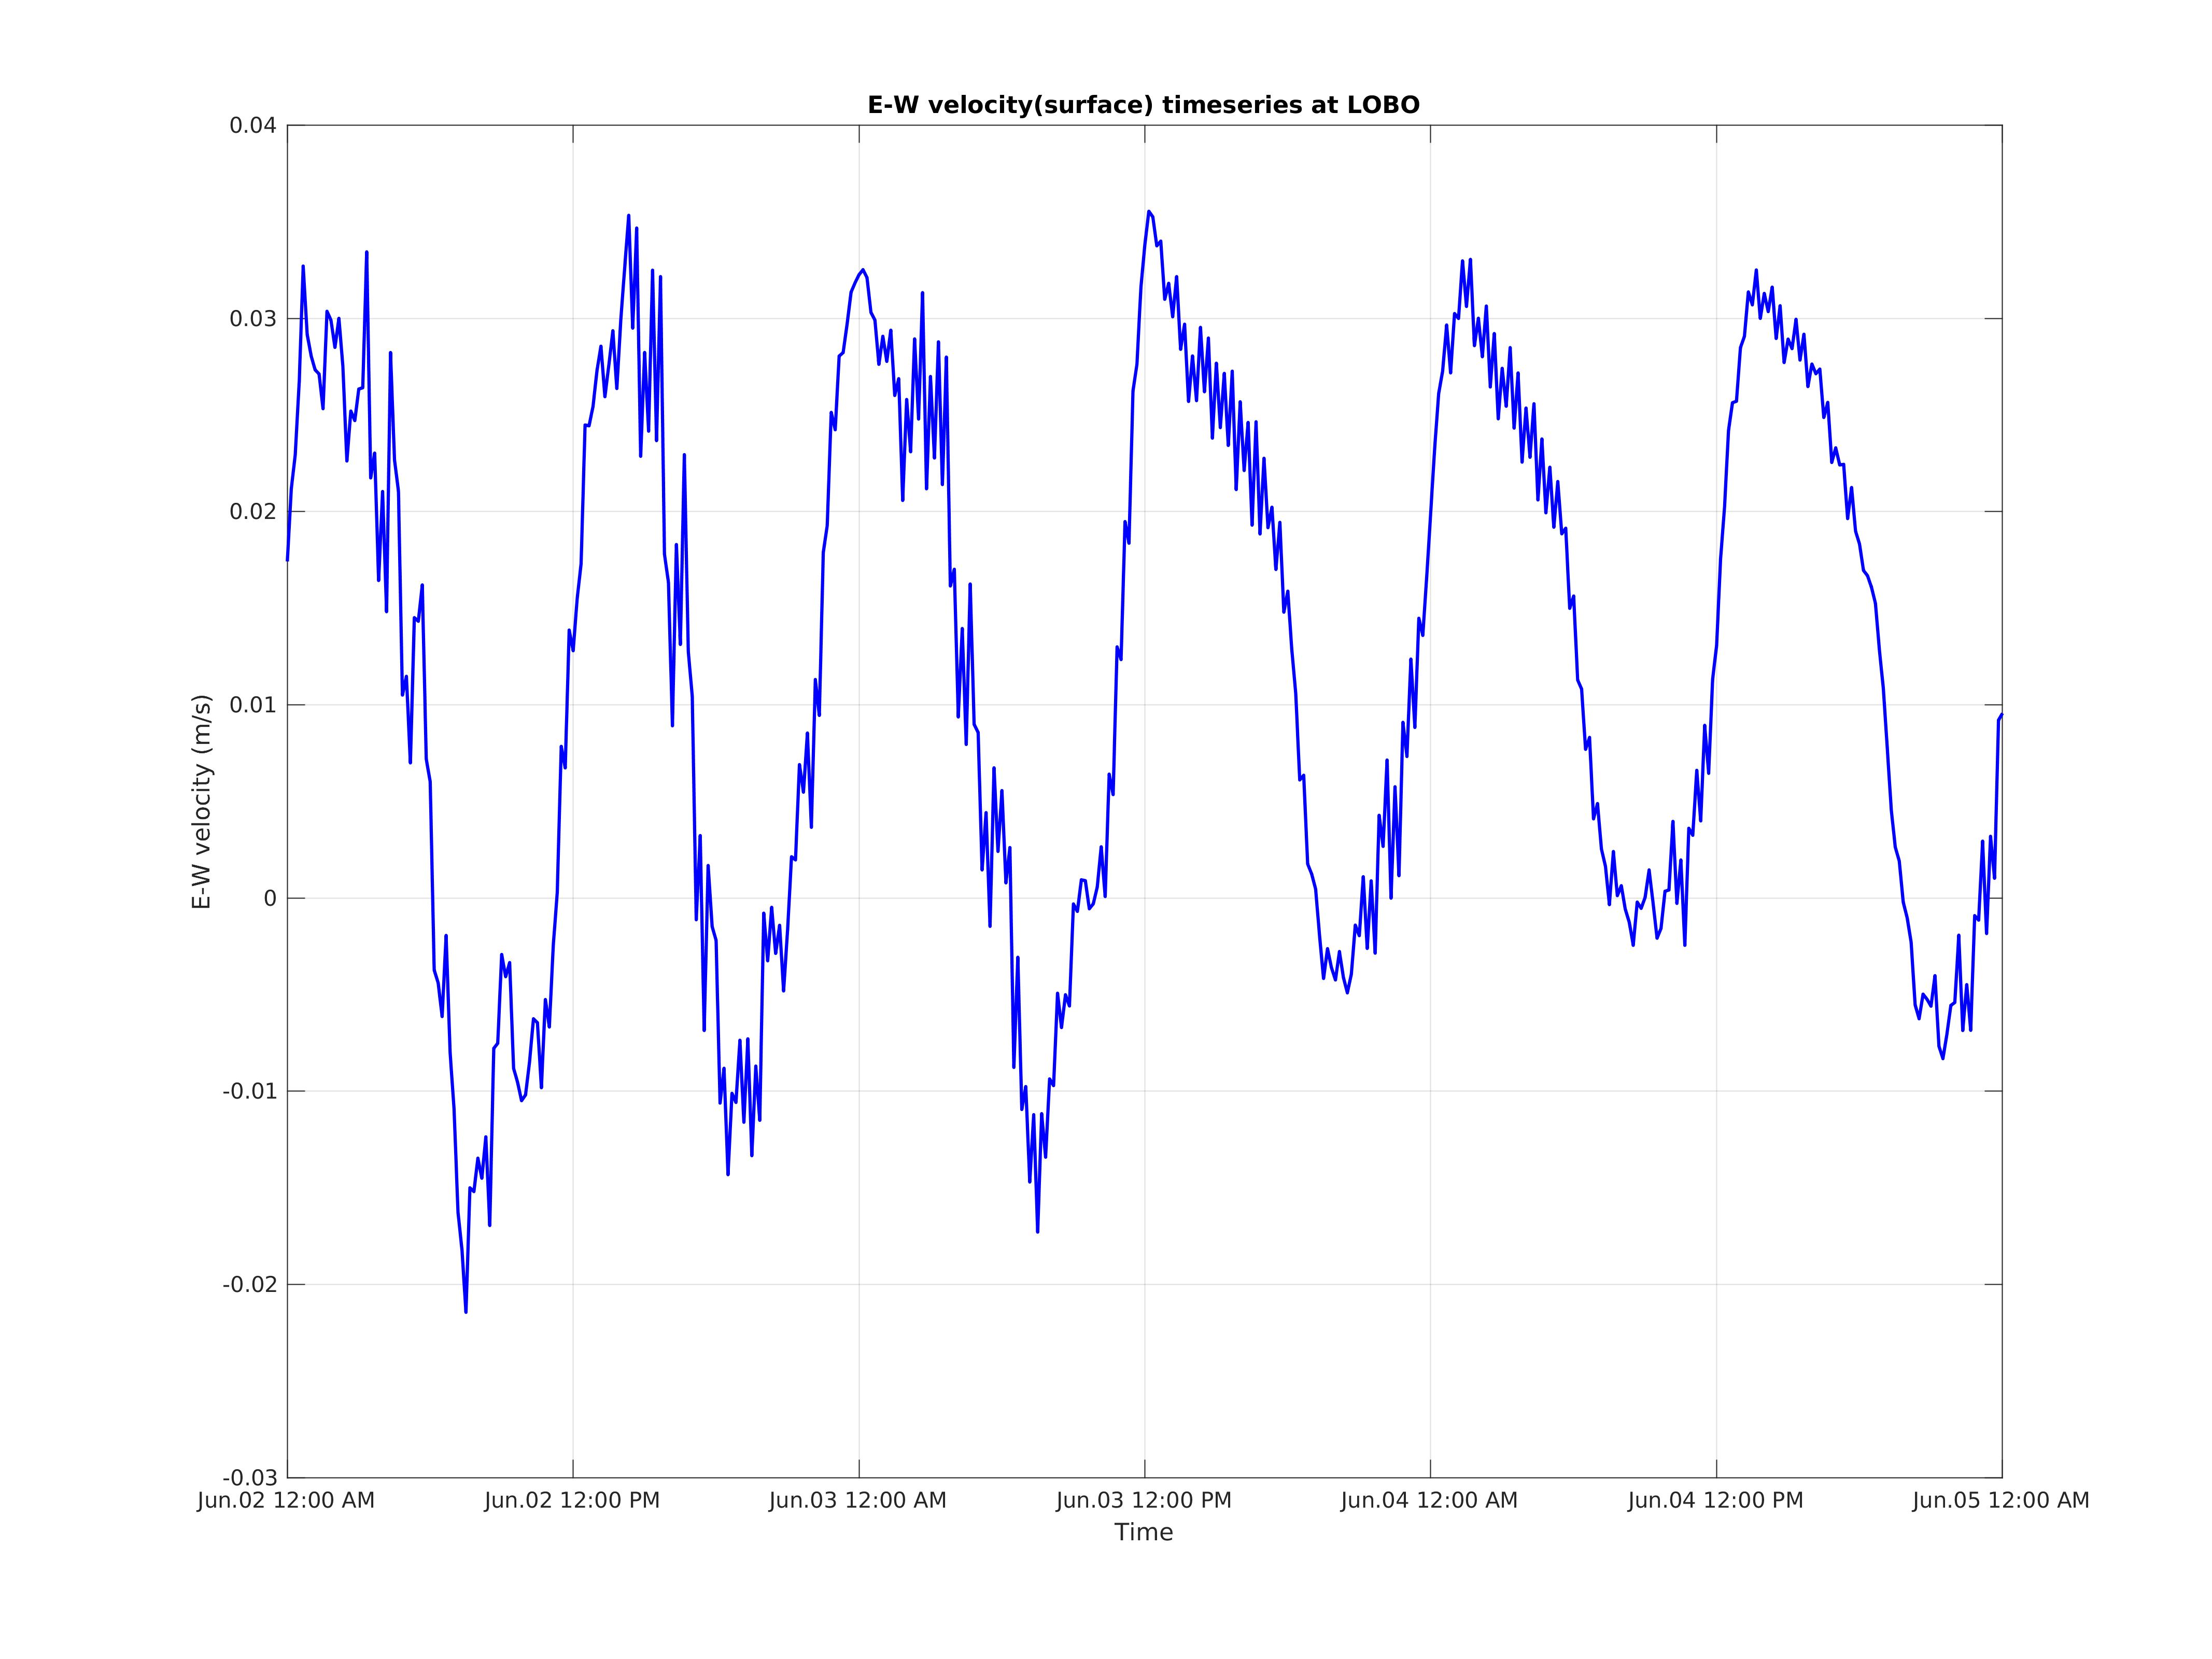 E-W velocity(surface) timeseries at LOBO
0.04
0.03
0.02
0.01
0
-0.01
-0.02
-0.03
E-W velocity (m/s)
Jun.02 12:00 AM Jun.02 12:00 PM Jun.03 12:00 AM Jun.03 12:00 PM Jun.04 12:00 AM Jun.04 12:00 PM Jun.05 12:00 AM
Time